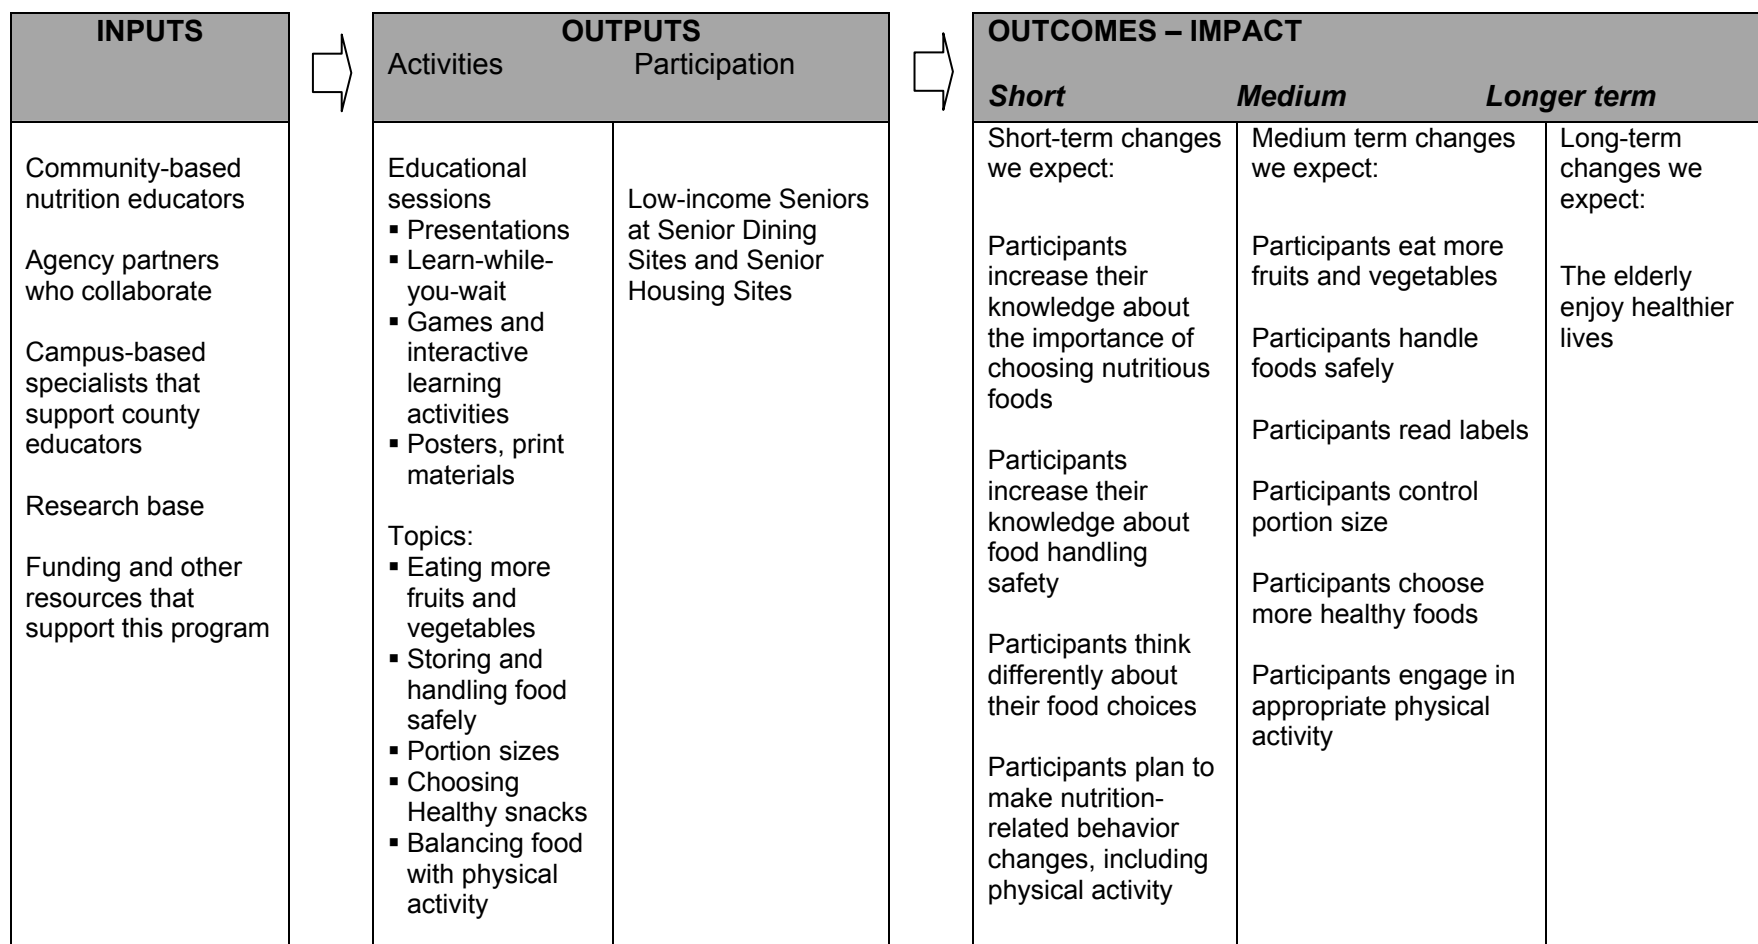 INPUTS
Community-based
nutrition educators
Agency partners
who collaborate
Campus-based
specialists that
support county
educators
Research base
Funding and other
resources that
support this program
OUTPUTS
Activities Participation
Educational
sessions
▪ Presentations
▪ Learn-while-
you-wait
▪ Games and
interactive
learning
activities
▪ Posters, print
materials
Topics:
▪ Eating more
fruits and
vegetables
▪ Storing and
handling food
safely
▪ Portion sizes
▪ Choosing
Healthy snacks
▪ Balancing food
with physical
activity
Low-income Seniors
at Senior Dining
Sites and Senior
Housing Sites
OUTCOMES – IMPACT
Short Medium Longer term
Short-term changes
we expect:
Participants
increase their
knowledge about
the importance of
choosing nutritious
foods
Participants
increase their
knowledge about
food handling
safety
Participants think
differently about
their food choices
Participants plan to
make nutrition-
related behavior
changes, including
physical activity
Medium term changes
we expect:
Participants eat more
fruits and vegetables
Participants handle
foods safely
Participants read labels
Participants control
portion size
Participants choose
more healthy foods
Participants engage in
appropriate physical
activity
Long-term
changes we
expect:
The elderly
enjoy healthier
lives